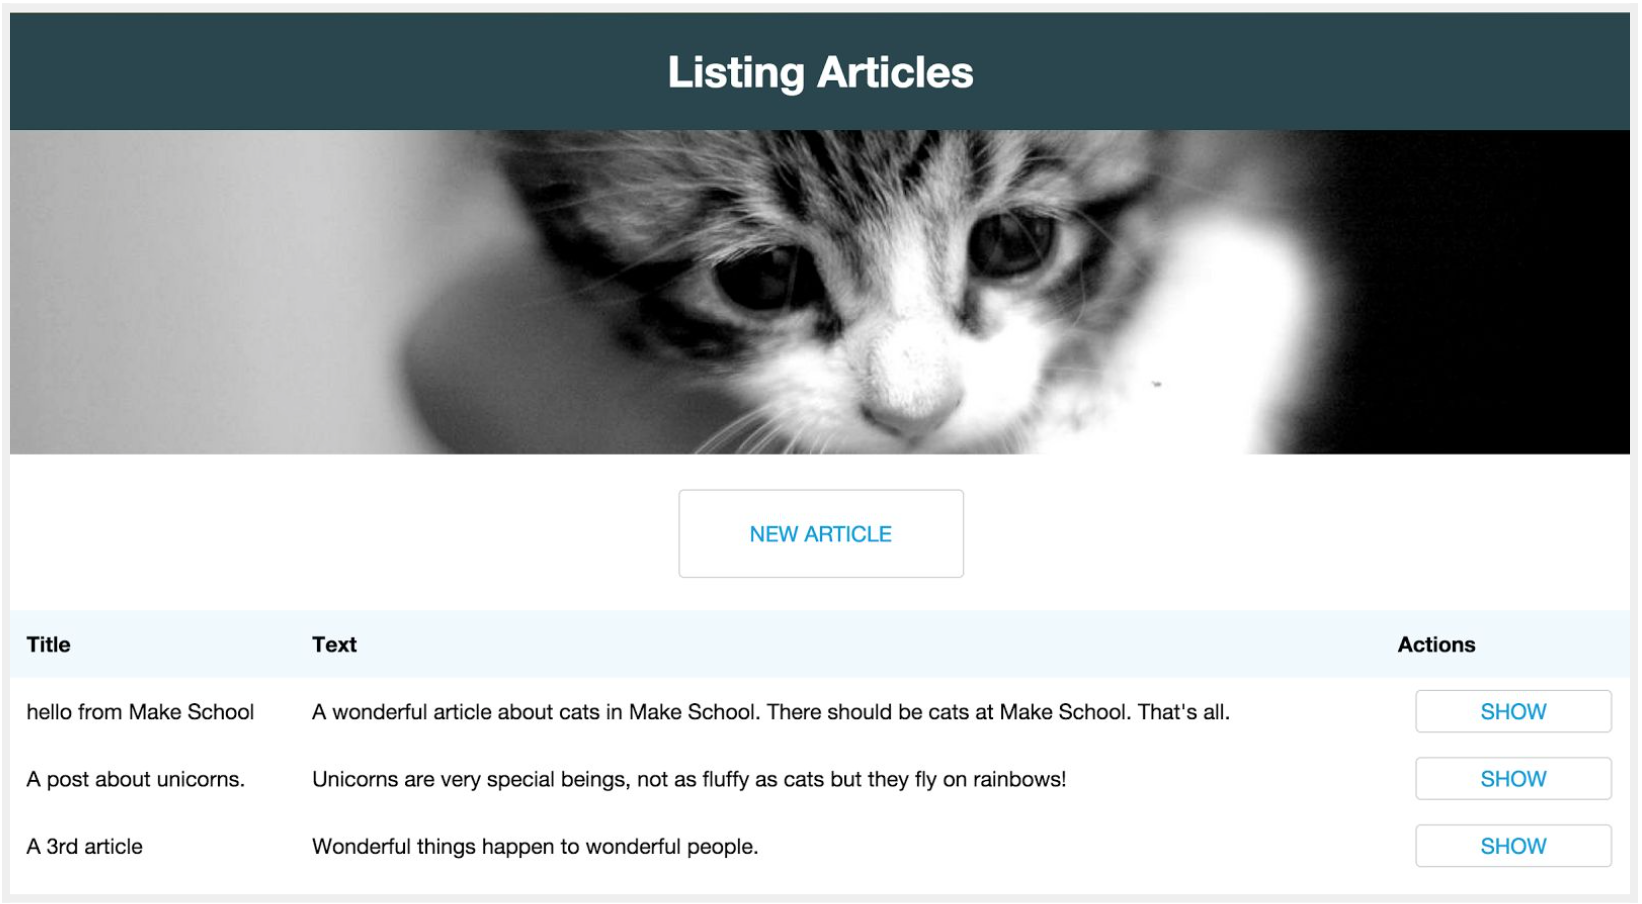 Listing Articles
NEW ARTICLE
Title Text Actions
hello from Make School A wonderful article about cats in Make School. There should be cats at Make School. That's all. SHOW
A post about unicorns. Unicorns are very special beings, not as fluffy as cats but they fly on rainbows! SHOW
A 3rd article Wonderful things happen to wonderful people. SHOW